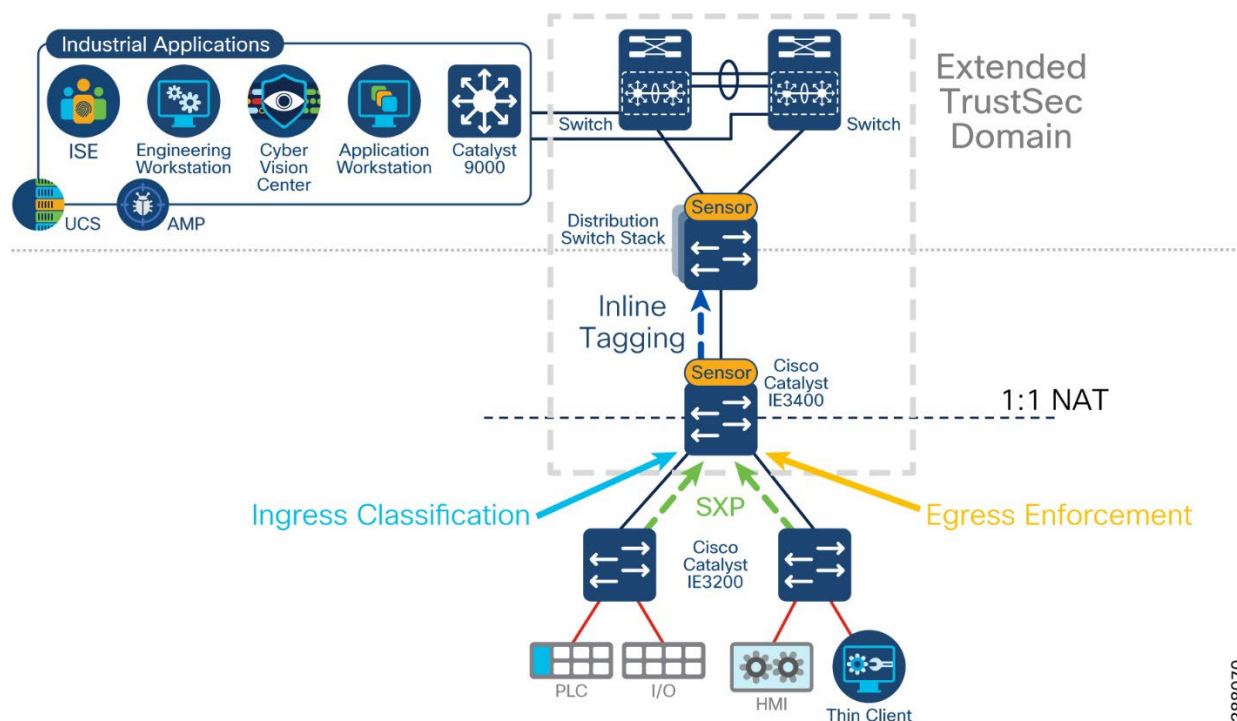 Industrial Applications
ISE
Engineering
Workstation
Cyber
Vision
Center
Application
Workstation
Catalyst
9000
UCS
AMP
Switch
Switch
Extended
TrustSec
Domain
Sensor
Distribution
Switch Stack
Inline
Tagging
Sensor
Cisco
Catalyst
IE3400
1:1 NAT
Ingress Classification
SXP
Egress Enforcement
Cisco
Catalyst
IE3200
PLC
I/O
HMI
Thin Client
388070